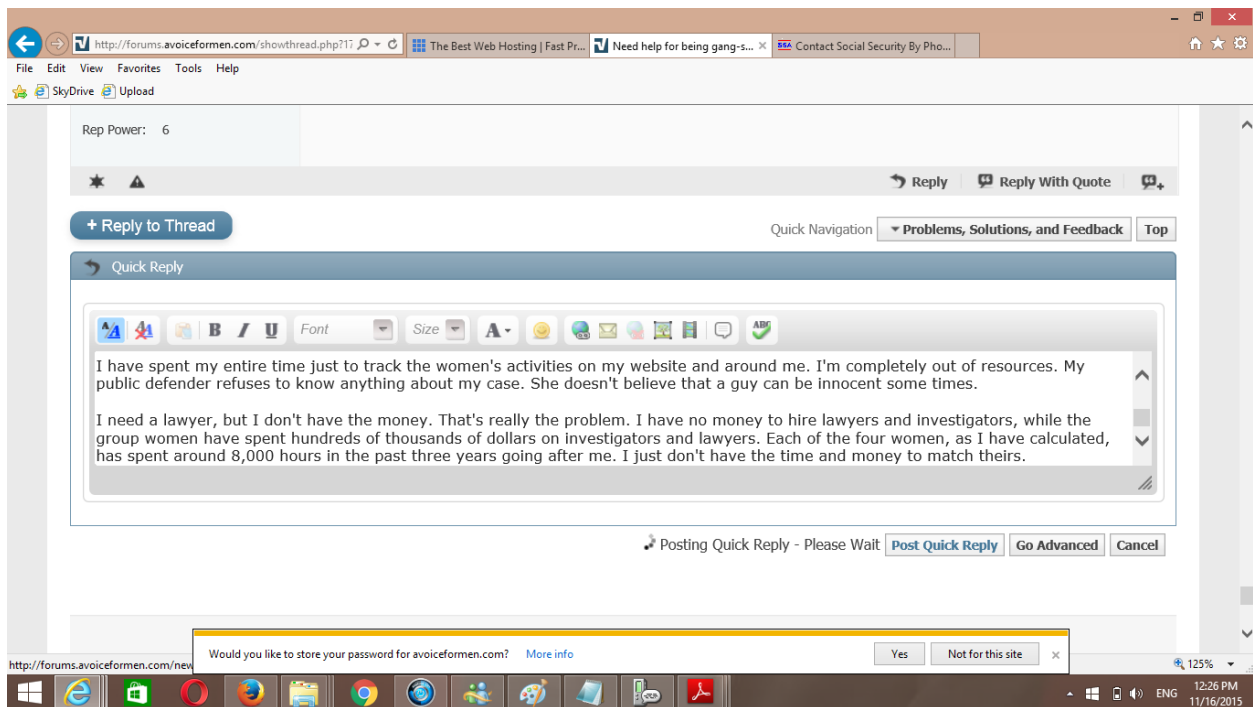 http://forums.avoiceformen.com/showthread.php?17
The Best Web Hosting | Fast Pr...
Need help for being gang-s...
SSA Contact Social Security By Pho...
File Edit View Favorites Tools Help
SkyDrive Upload
Rep Power: 6
Reply Reply With Quote
+ Reply to Thread
Quick Navigation Problems, Solutions, and Feedback Top
Quick Reply
B I U Font Size A ABC
I have spent my entire time just to track the women's activities on my website and around me. I'm completely out of resources. My
public defender refuses to know anything about my case. She doesn't believe that a guy can be innocent some times.
I need a lawyer, but I don't have the money. That's really the problem. I have no money to hire lawyers and investigators, while the
group women have spent hundreds of thousands of dollars on investigators and lawyers. Each of the four women, as I have calculated,
has spent around 8,000 hours in the past three years going after me. I just don't have the time and money to match theirs.
Posting Quick Reply - Please Wait Post Quick Reply Go Advanced Cancel
Would you like to store your password for avoiceformen.com? More info Yes Not for this site
http://forums.avoiceformen.com/new
125%
ENG 12:26 PM
11/16/2015